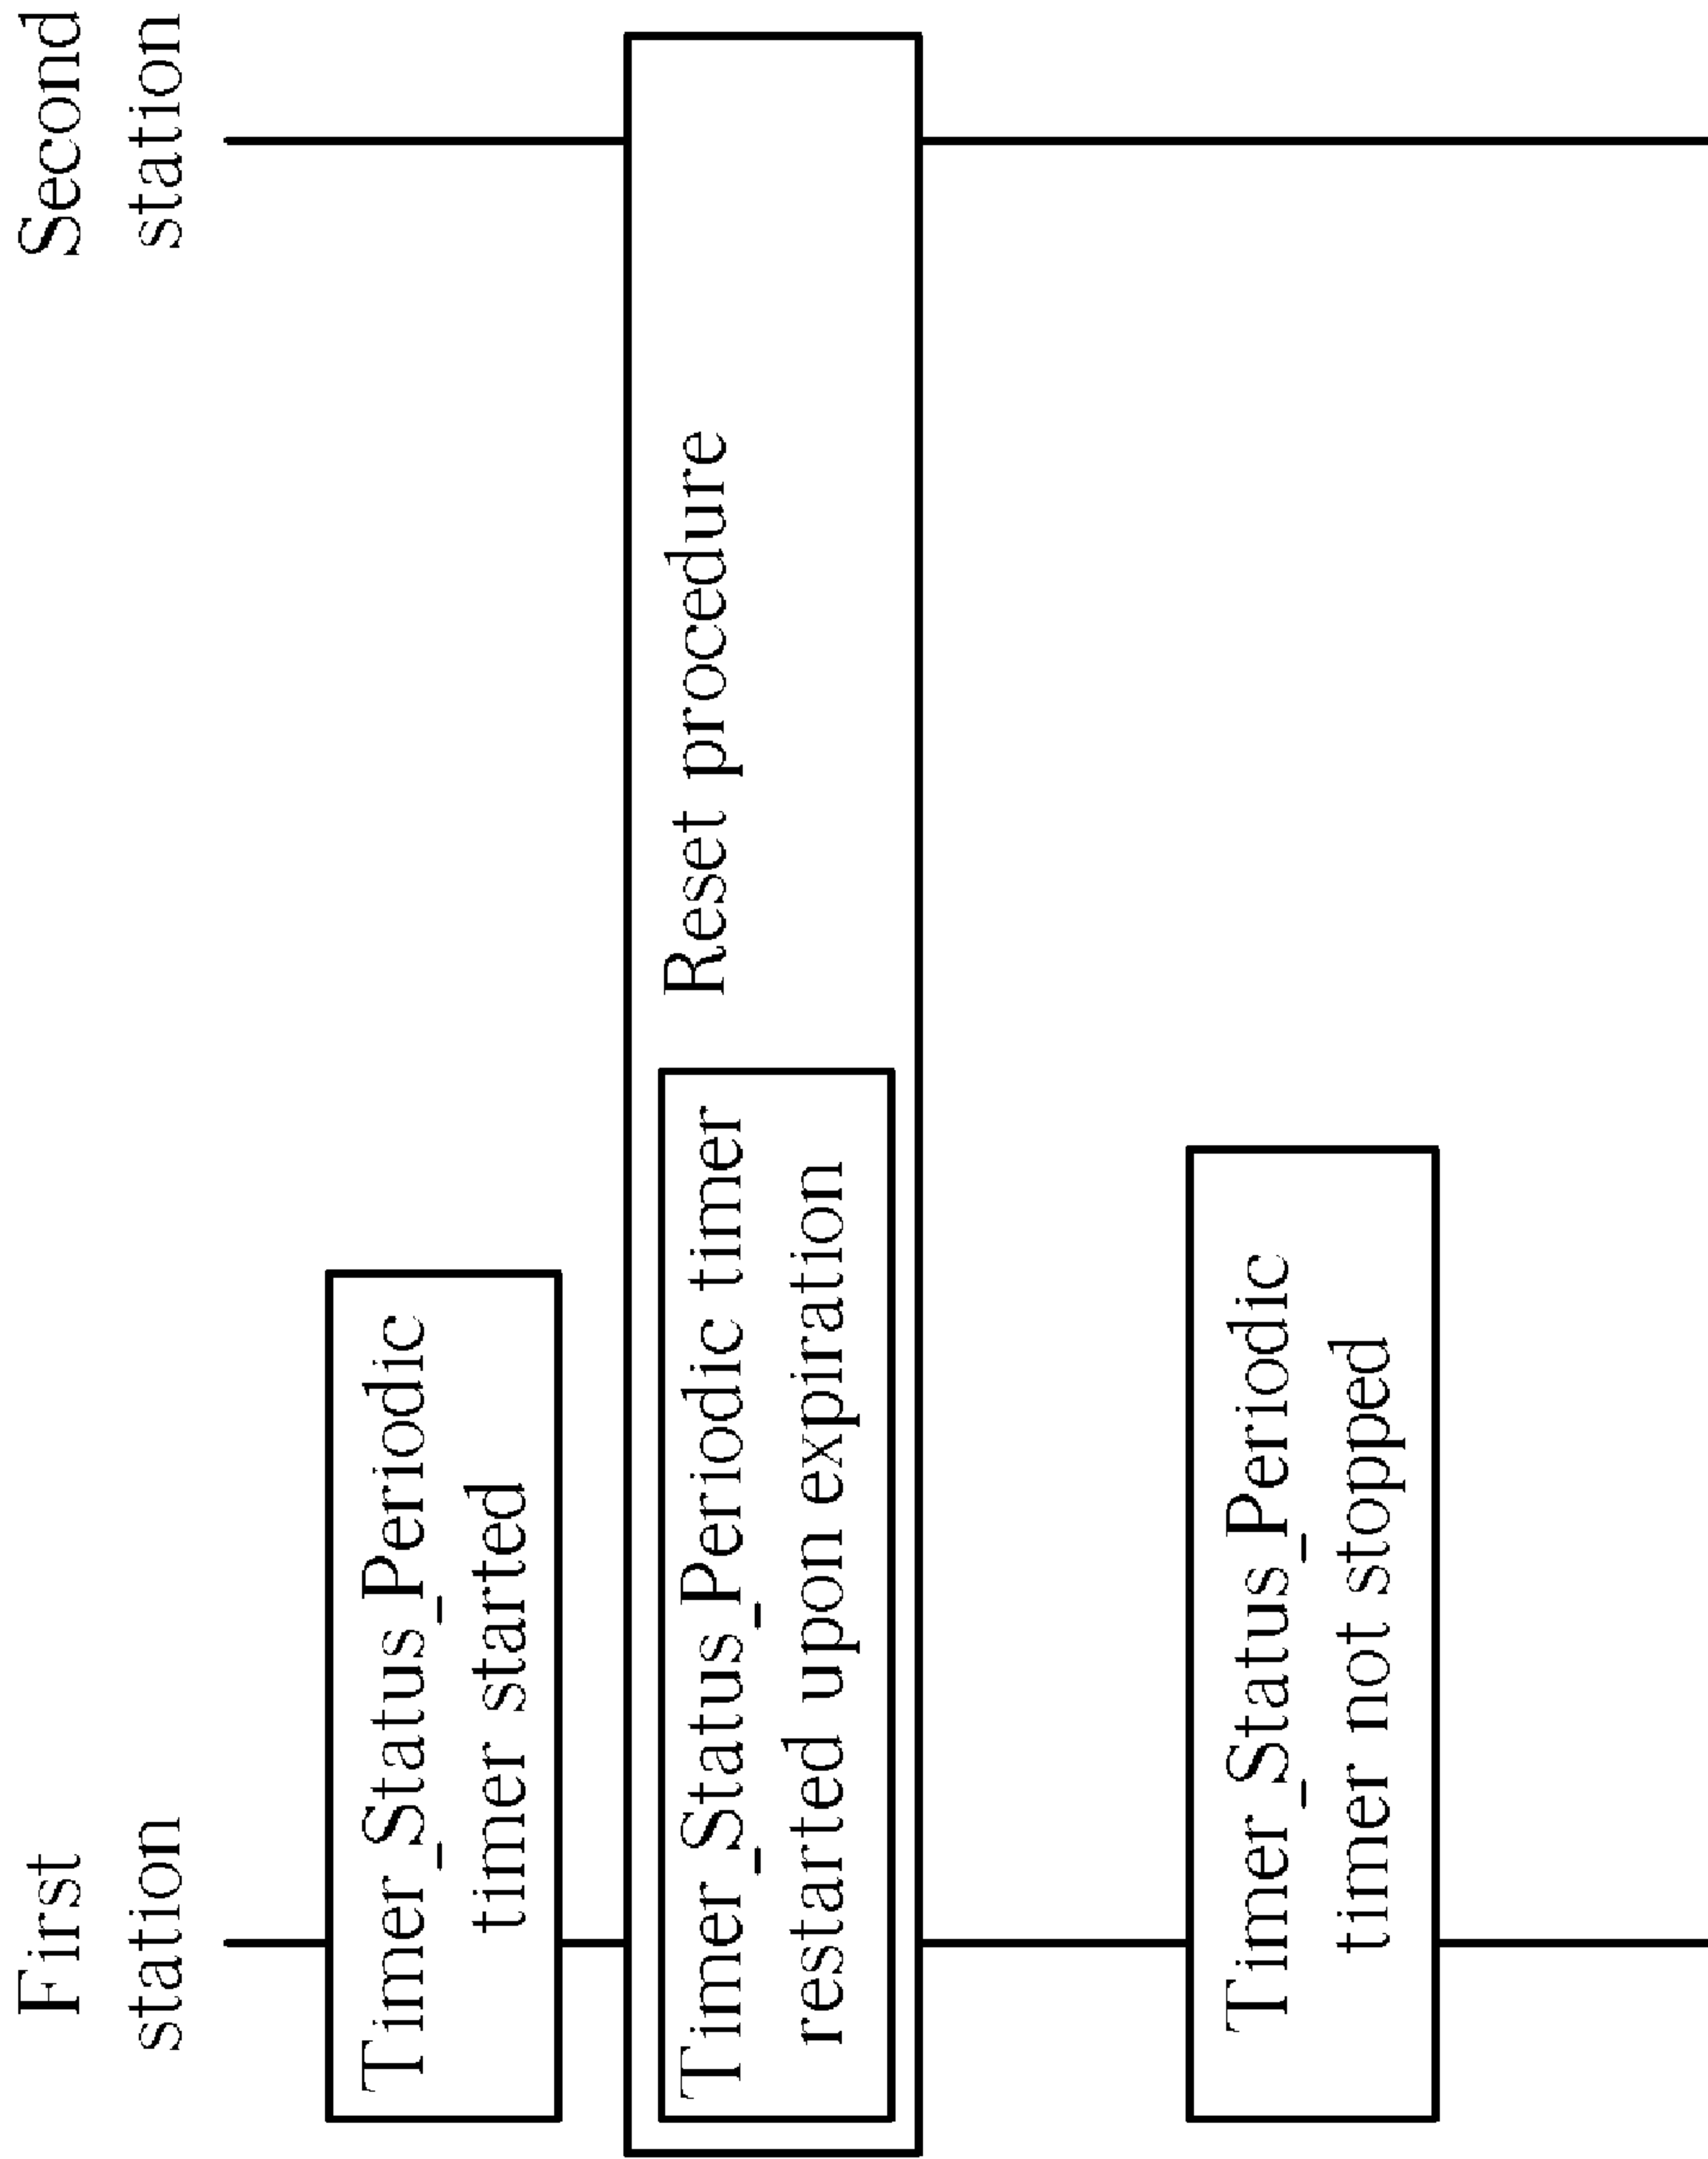 First
station
Second
station
Timer_Status_Periodic
timer started
Timer_Status_Periodic timer
restarted upon expiration
Reset procedure
Timer_Status_Periodic
timer not stopped